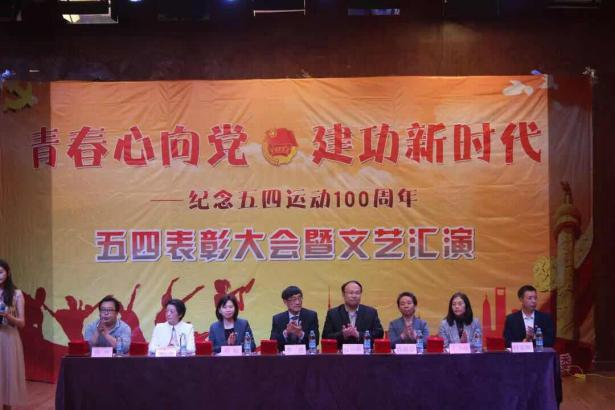 青春心向党 建功新时代
——纪念五四运动100周年
五四表彰大会暨文艺汇演